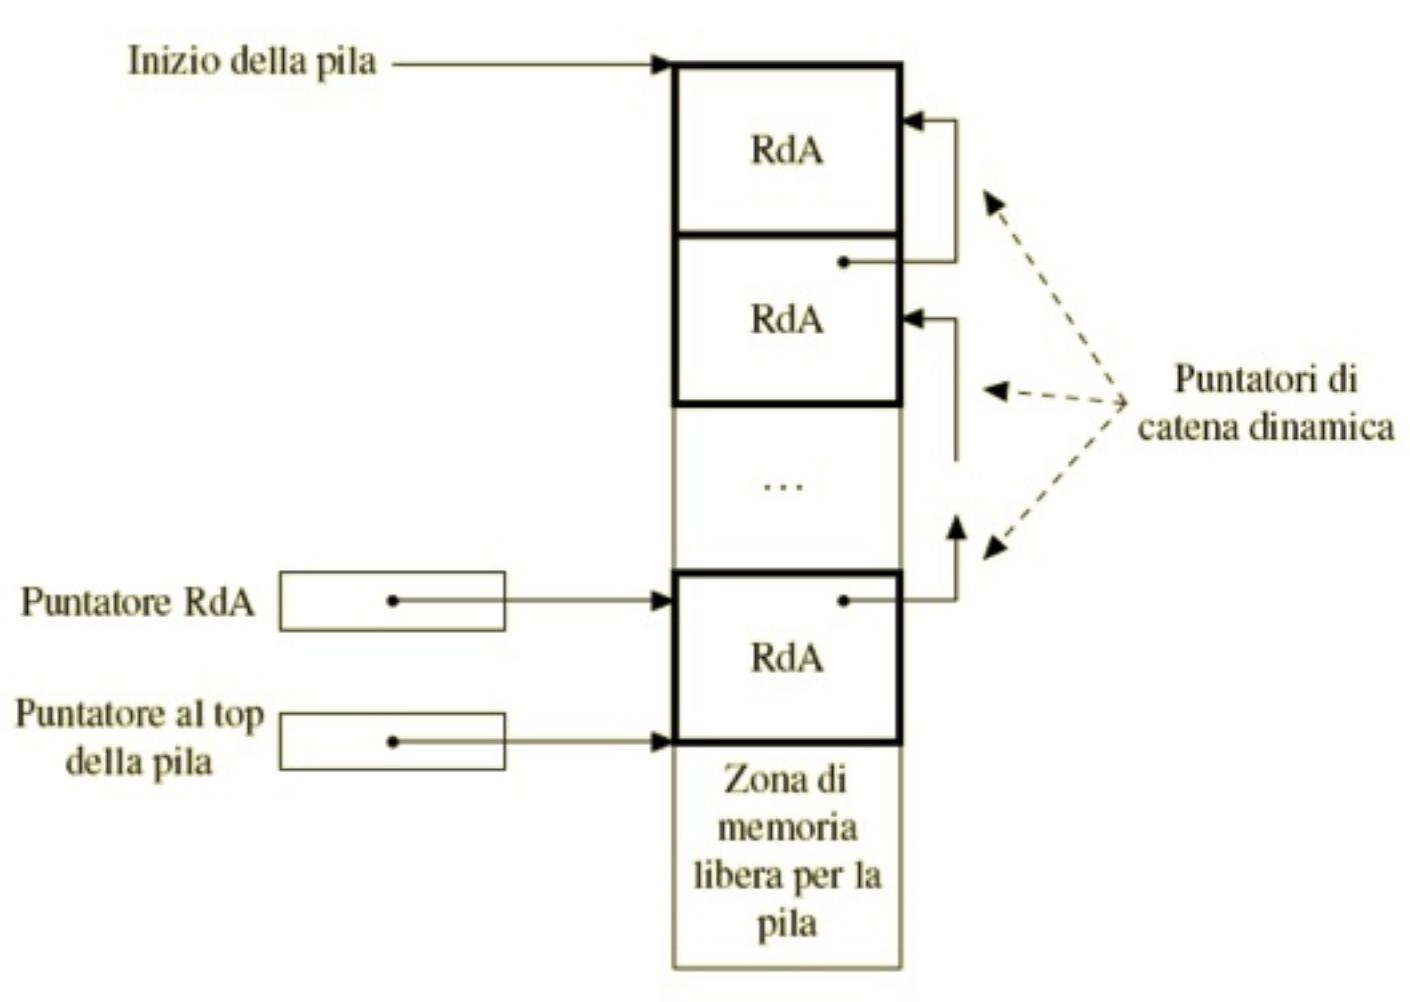 Inizio della pila
RdA
RdA
Puntatori di
catena dinamica
...
Puntatore RdA
RdA
Puntatore al top
della pila
Zona di
memoria
libera per la
pila